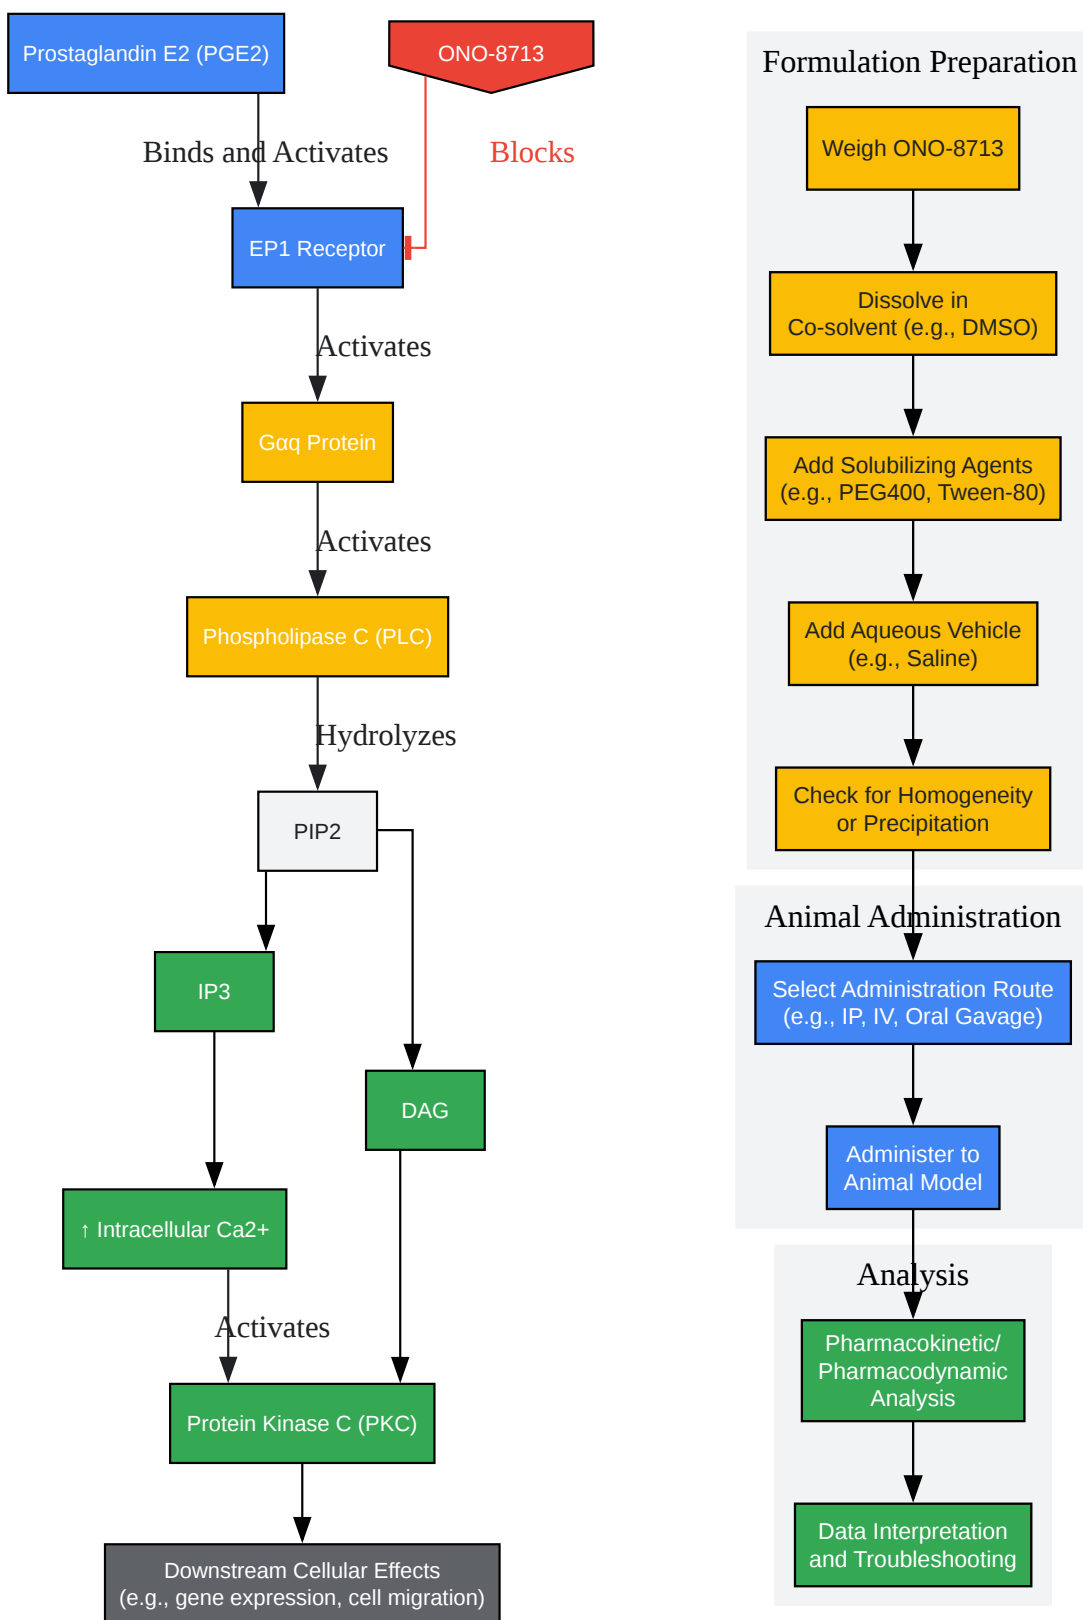 Prostaglandin E2 (PGE2)
ONO-8713
Binds and Activates
Blocks
EP1 Receptor
Activates
Gαq Protein
Activates
Phospholipase C (PLC)
Hydrolyzes
PIP2
IP3
DAG
↑ Intracellular Ca2+
Activates
Protein Kinase C (PKC)
Downstream Cellular Effects
(e.g., gene expression, cell migration)
Formulation Preparation
Weigh ONO-8713
Dissolve in
Co-solvent (e.g., DMSO)
Add Solubilizing Agents
(e.g., PEG400, Tween-80)
Add Aqueous Vehicle
(e.g., Saline)
Check for Homogeneity
or Precipitation
Animal Administration
Select Administration Route
(e.g., IP, IV, Oral Gavage)
Administer to
Animal Model
Analysis
Pharmacokinetic/
Pharmacodynamic
Analysis
Data Interpretation
and Troubleshooting